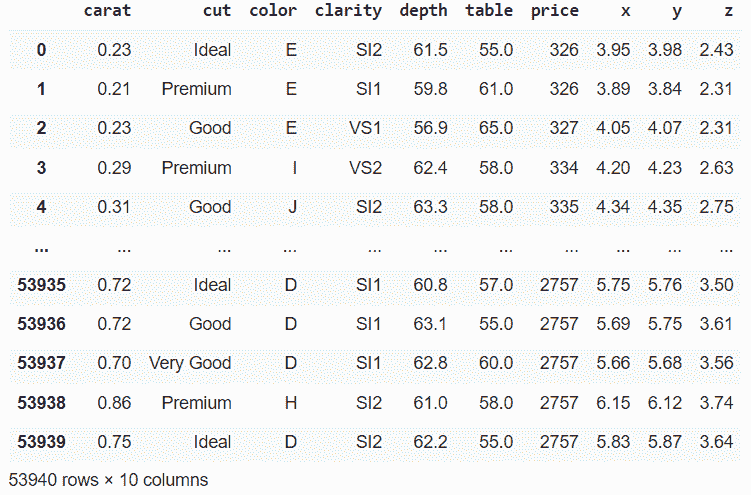 carat cut color clarity depth table price x y z
0 0.23 Ideal E SI2 61.5 55.0 326 3.95 3.98 2.43
1 0.21 Premium E SI1 59.8 61.0 326 3.89 3.84 2.31
2 0.23 Good E VS1 56.9 65.0 327 4.05 4.07 2.31
3 0.29 Premium I VS2 62.4 58.0 334 4.20 4.23 2.63
4 0.31 Good J SI2 63.3 58.0 335 4.34 4.35 2.75
... ... ... ... ... ... ... ... ... ... ...
53935 0.72 Ideal D SI1 60.8 57.0 2757 5.75 5.76 3.50
53936 0.72 Good D SI1 63.1 55.0 2757 5.69 5.75 3.61
53937 0.70 Very Good D SI1 62.8 60.0 2757 5.66 5.68 3.56
53938 0.86 Premium H SI2 61.0 58.0 2757 6.15 6.12 3.74
53939 0.75 Ideal D SI2 62.2 55.0 2757 5.83 5.87 3.64
53940 rows × 10 columns